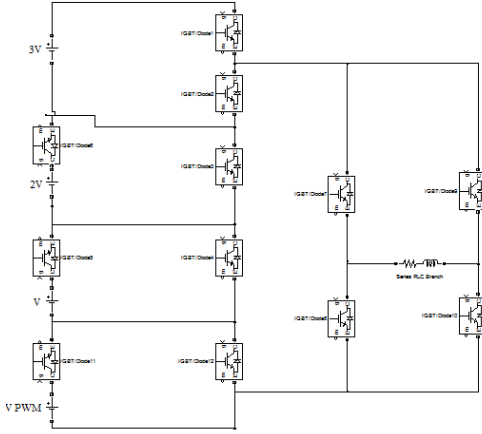 3V
IGBT/Diode1
IGBT/Diode2
IGBT/Diode6
IGBT/Diode3
2V
IGBT/Diode7
IGBT/Diode9
IGBT/Diode5
IGBT/Diode4
Series RLC Branch
V
IGBT/Diode8
IGBT/Diode10
IGBT/Diode11
IGBT/Diode12
V PWM